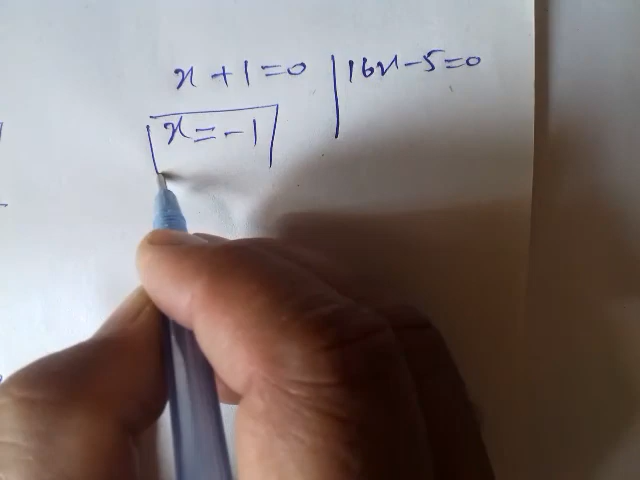 x + 1 = 0 | 16x - 5 = 0
x = -1